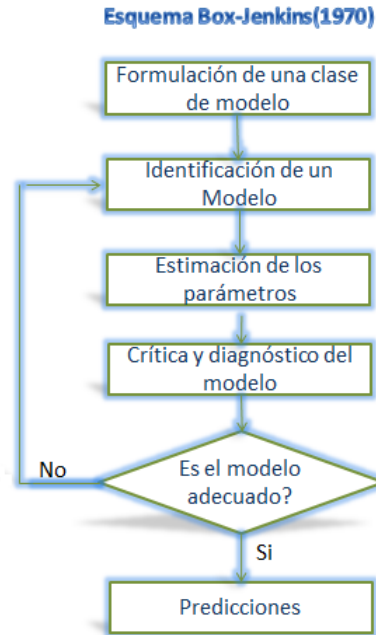 Esquema Box-Jenkins(1970)
Formulación de una clase
de modelo
Identificación de un
Modelo
Estimación de los
parámetros
Crítica y diagnóstico del
modelo
Es el modelo
adecuado?
No
Si
Predicciones